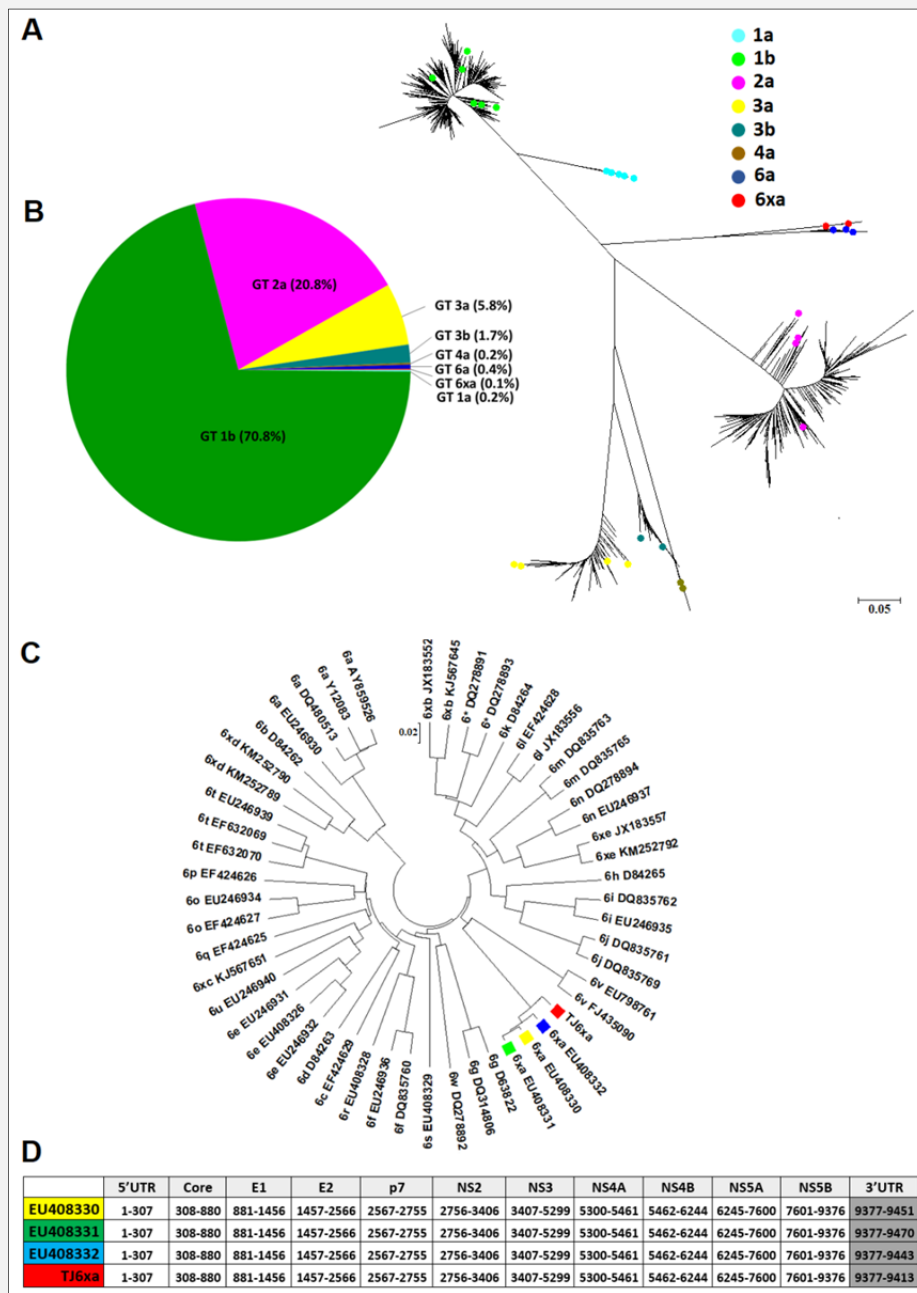 A
1a
1b
2a
3a
3b
4a
6a
6xa
B
GT 2a (20.8%)
GT 3a (5.8%)
GT 3b (1.7%)
GT 4a (0.2%)
GT 6a (0.4%)
GT 6xa (0.1%)
GT 1a (0.2%)
GT 1b (70.8%)
0.05
C
0.02
6xb JX183552
6xb KJ567645
6* DQ278891
6* DQ278893
6k D84264
6l EF424628
6l JX183556
6m DQ835763
6m DQ835765
6n DQ278894
6n EU246937
6xe JX183557
6xe KM252792
6h D84265
6i DQ835762
6i EU246935
6j DQ835761
6j DQ835769
6v EU798761
6v FJ435090
TJ6xa
6xa EU408332
6xa EU408330
6xa EU408331
6g D63822
6g DQ314806
6w DQ278892
6s EU408329
6f DQ835760
6f EU246936
6r EU408328
6c EF424629
6d D84263
6e EU246932
6e EU408326
6e EU246931
6u EU246940
6xc KJ567651
6q EF424625
6o EF424627
6o EU246934
6p EF424626
6t EF632070
6t EF632069
6t EU246939
6xd KM252789
6xd KM252790
6b D84262
6a EU246930
6a DQ480513
6a Y12083
6a AY859526
D
5'UTR Core E1 E2 p7 NS2 NS3 NS4A NS4B NS5A NS5B 3'UTR
EU408330 1-307 308-880 881-1456 1457-2566 2567-2755 2756-3406 3407-5299 5300-5461 5462-6244 6245-7600 7601-9376 9377-9451
EU408331 1-307 308-880 881-1456 1457-2566 2567-2755 2756-3406 3407-5299 5300-5461 5462-6244 6245-7600 7601-9376 9377-9470
EU408332 1-307 308-880 881-1456 1457-2566 2567-2755 2756-3406 3407-5299 5300-5461 5462-6244 6245-7600 7601-9376 9377-9443
TJ6xa 1-307 308-880 881-1456 1457-2566 2567-2755 2756-3406 3407-5299 5300-5461 5462-6244 6245-7600 7601-9376 9377-9413